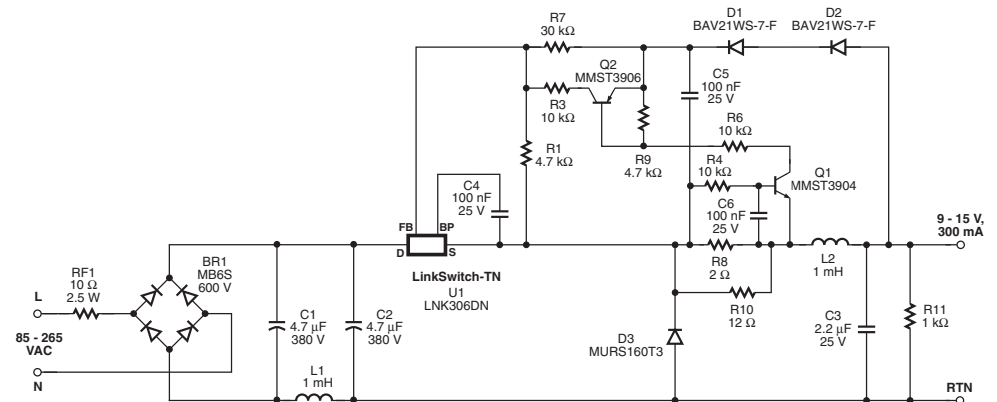 R7
30 kΩ
D1
BAV21WS-7-F
D2
BAV21WS-7-F
Q2
MMST3906
C5
100 nF
25 V
R3
10 kΩ
R6
10 kΩ
R1
4.7 kΩ
R9
4.7 kΩ
R4
10 kΩ
Q1
MMST3904
C4
100 nF
25 V
C6
100 nF
25 V
FB
BP
D
S
9 - 15 V,
300 mA
LinkSwitch-TN
U1
LNK306DN
R8
2 Ω
L2
1 mH
RF1
10 Ω
2.5 W
BR1
MB6S
600 V
L
85 - 265
VAC
N
C1
4.7 µF
380 V
C2
4.7 µF
380 V
R10
12 Ω
D3
MURS160T3
C3
2.2 µF
25 V
R11
1 kΩ
L1
1 mH
RTN